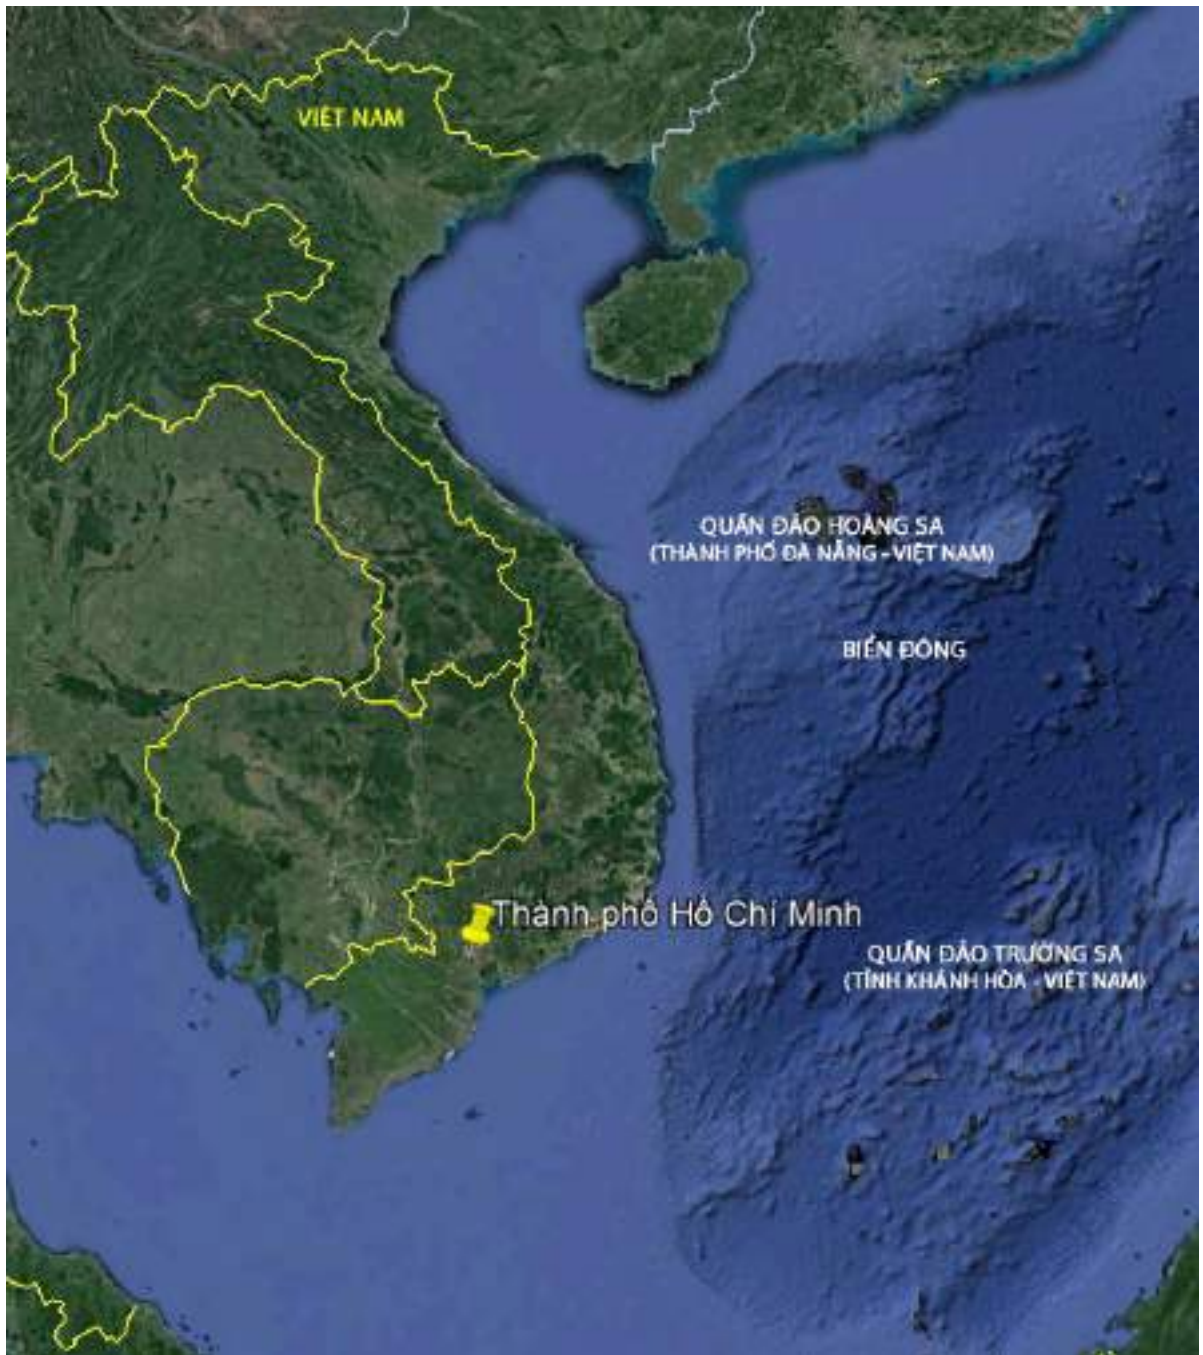 VIỆT NAM
QUẦN ĐẢO HOÀNG SA
(THÀNH PHỐ ĐÀ NẴNG - VIỆT NAM)
BIỂN ĐÔNG
Thành phố Hồ Chí Minh
QUẦN ĐẢO TRƯỜNG SA
(TỈNH KHÁNH HÒA - VIỆT NAM)